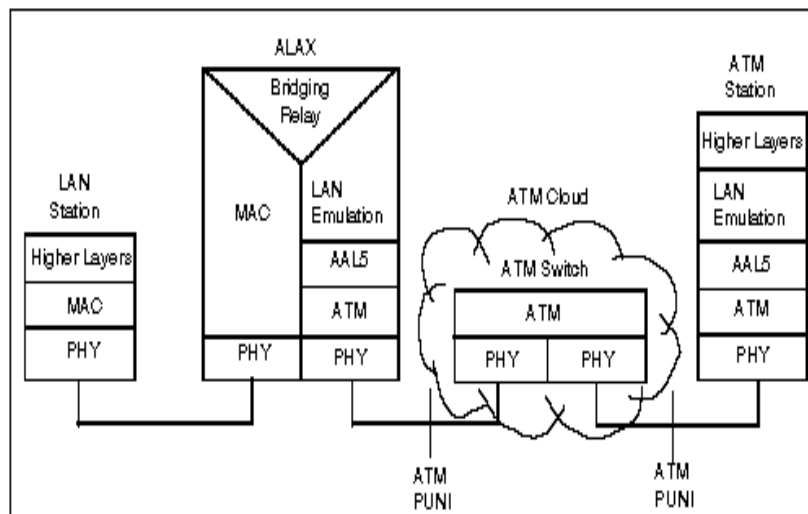 ALAX
Bridging
Relay
MAC
LAN
Emulation
AAL5
ATM
PHY
PHY
LAN
Station
Higher Layers
MAC
PHY
ATM Cloud
ATM Switch
ATM
PHY
PHY
ATM
Station
Higher Layers
LAN
Emulation
AAL5
ATM
PHY
ATM
PUNI
ATM
PUNI